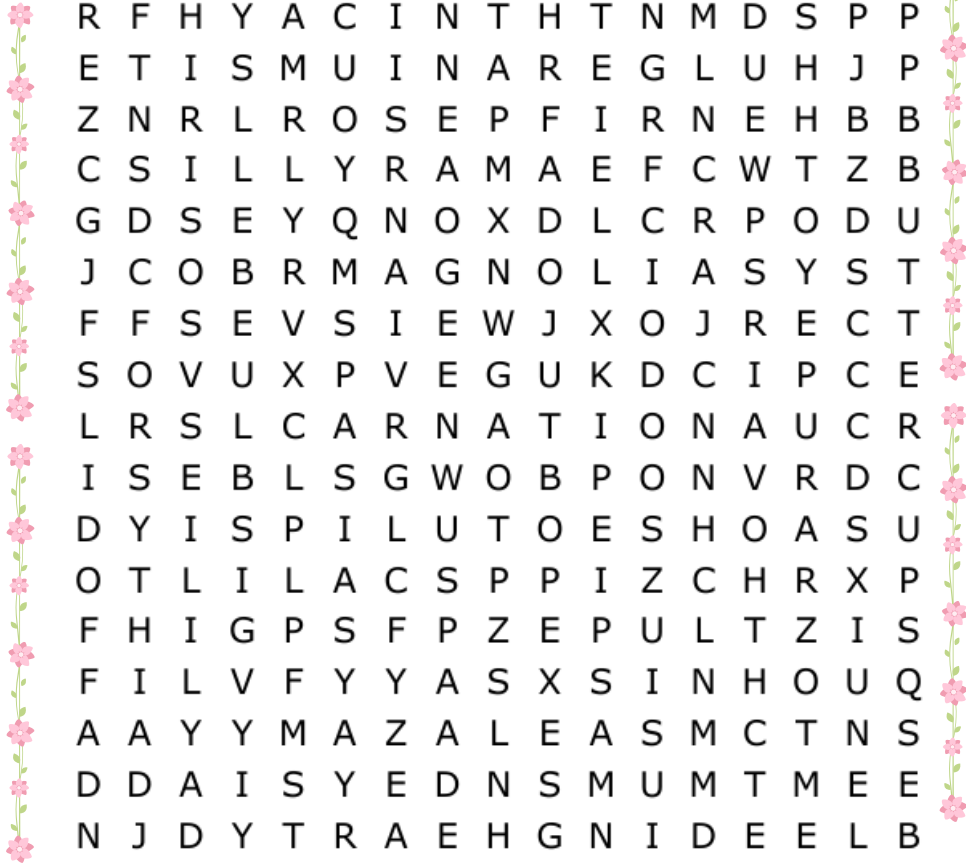 R F H Y A C I N T H T N M D S P P
E T I S M U I N A R E G L U H J P
Z N R L R O S E P F I R N E H B B
C S I L L Y R A M A E F C W T Z B
G D S E Y Q N O X D L C R P O D U
J C O B R M A G N O L I A S Y S T
F F S E V S I E W J X O J R E C T
S O V U X P V E G U K D C I P C E
L R S L C A R N A T I O N A U C R
I S E B L S G W O B P O N V R D C
D Y I S P I L U T O E S H O A S U
O T L I L A C S P P I Z C H R X P
F H I G P S F P Z E P U L T Z I S
F I L V F Y Y A S X S I N H O U Q
A A Y Y M A Z A L E A S M C T N S
D D A I S Y E D N S M U M T M E E
N J D Y T R A E H G N I D E E L B